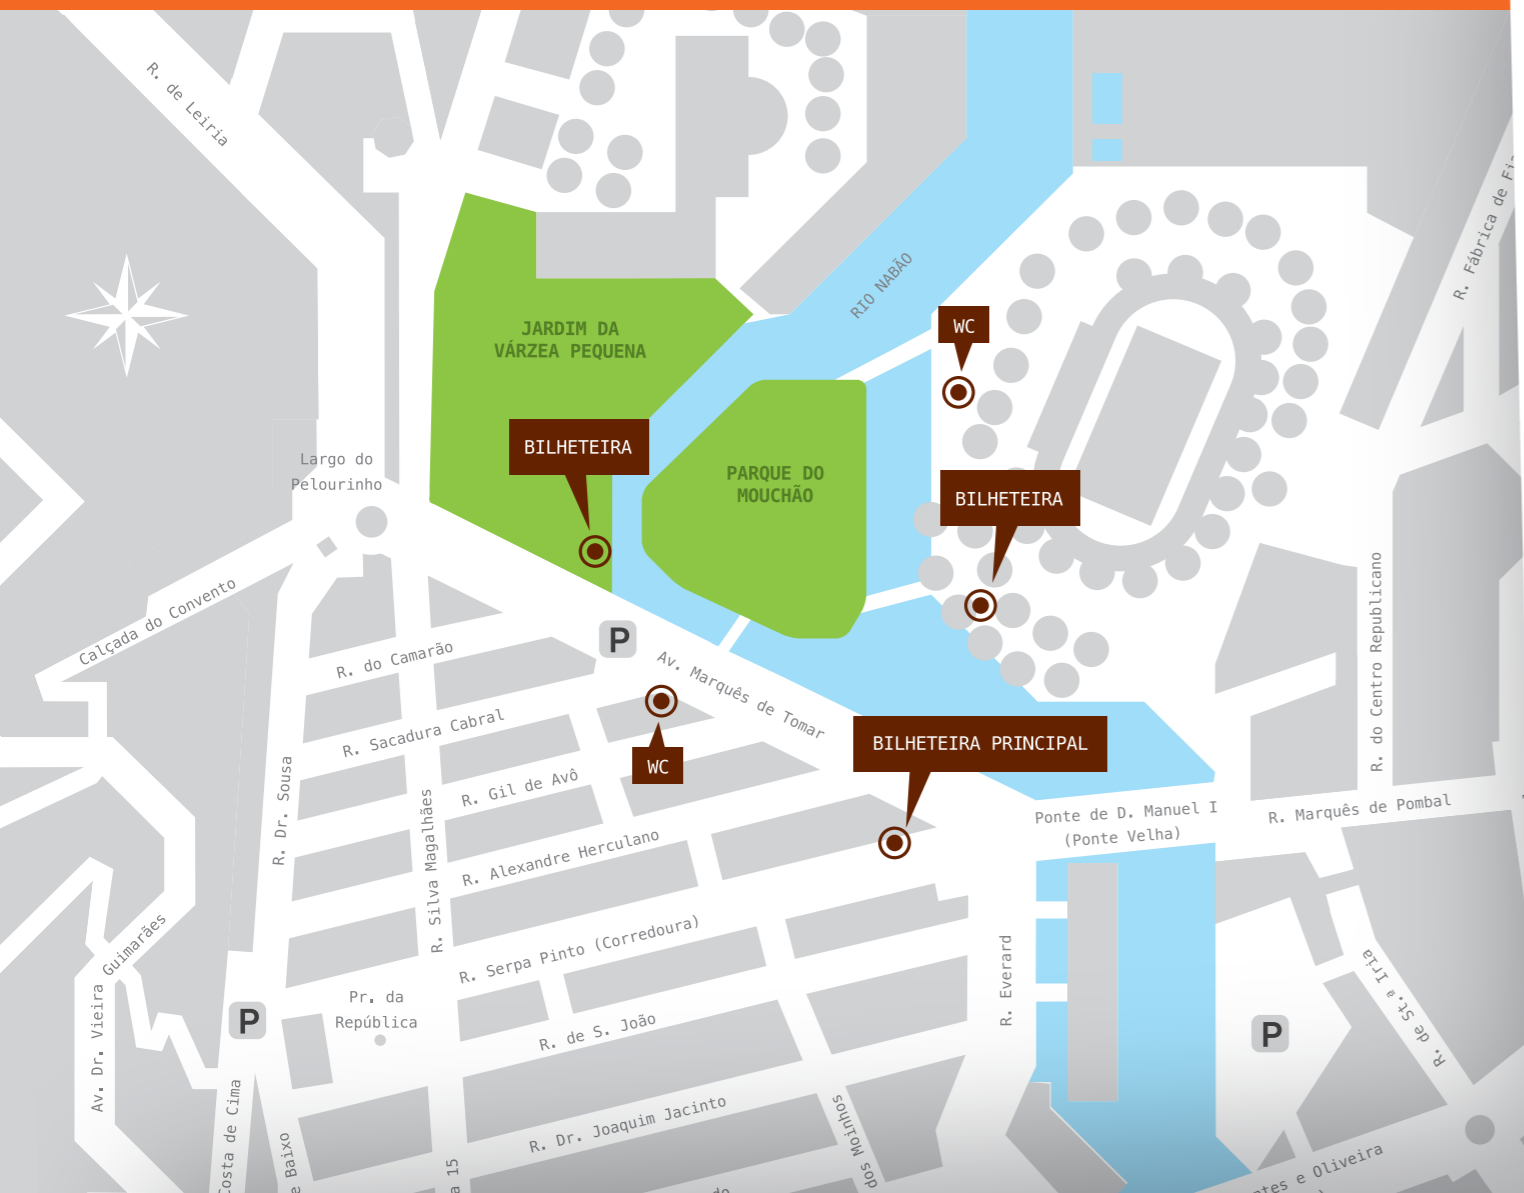 R. de Leiria
RIO NABÃO
R. Fábrica de
JARDIM DA
VÁRZEA PEQUENA
WC
BILHETEIRA
PARQUE DO
MOUCHÃO
BILHETEIRA
Largo do
Pelourinho
Calçada do Convento
R. do Camarão
P
Av. Marquês de Tomar
R. Sacadura Cabral
WC
BILHETEIRA PRINCIPAL
R. do Centro Republicano
R. Dr. Sousa
R. Gil de Avô
R. Silva Magalhães
R. Alexandre Herculano
Ponte de D. Manuel I
(Ponte Velha)
R. Marquês de Pombal
R. Serpa Pinto (Corredoura)
Av. Dr. Vieira Guimarães
Pr. da
República
P
R. de S. João
R. Everard
P
R. de St.ª Iria
R. Dr. Joaquim Jacinto
Costa de Cima
Baixo
15
dos Moinhos
e Oliveira